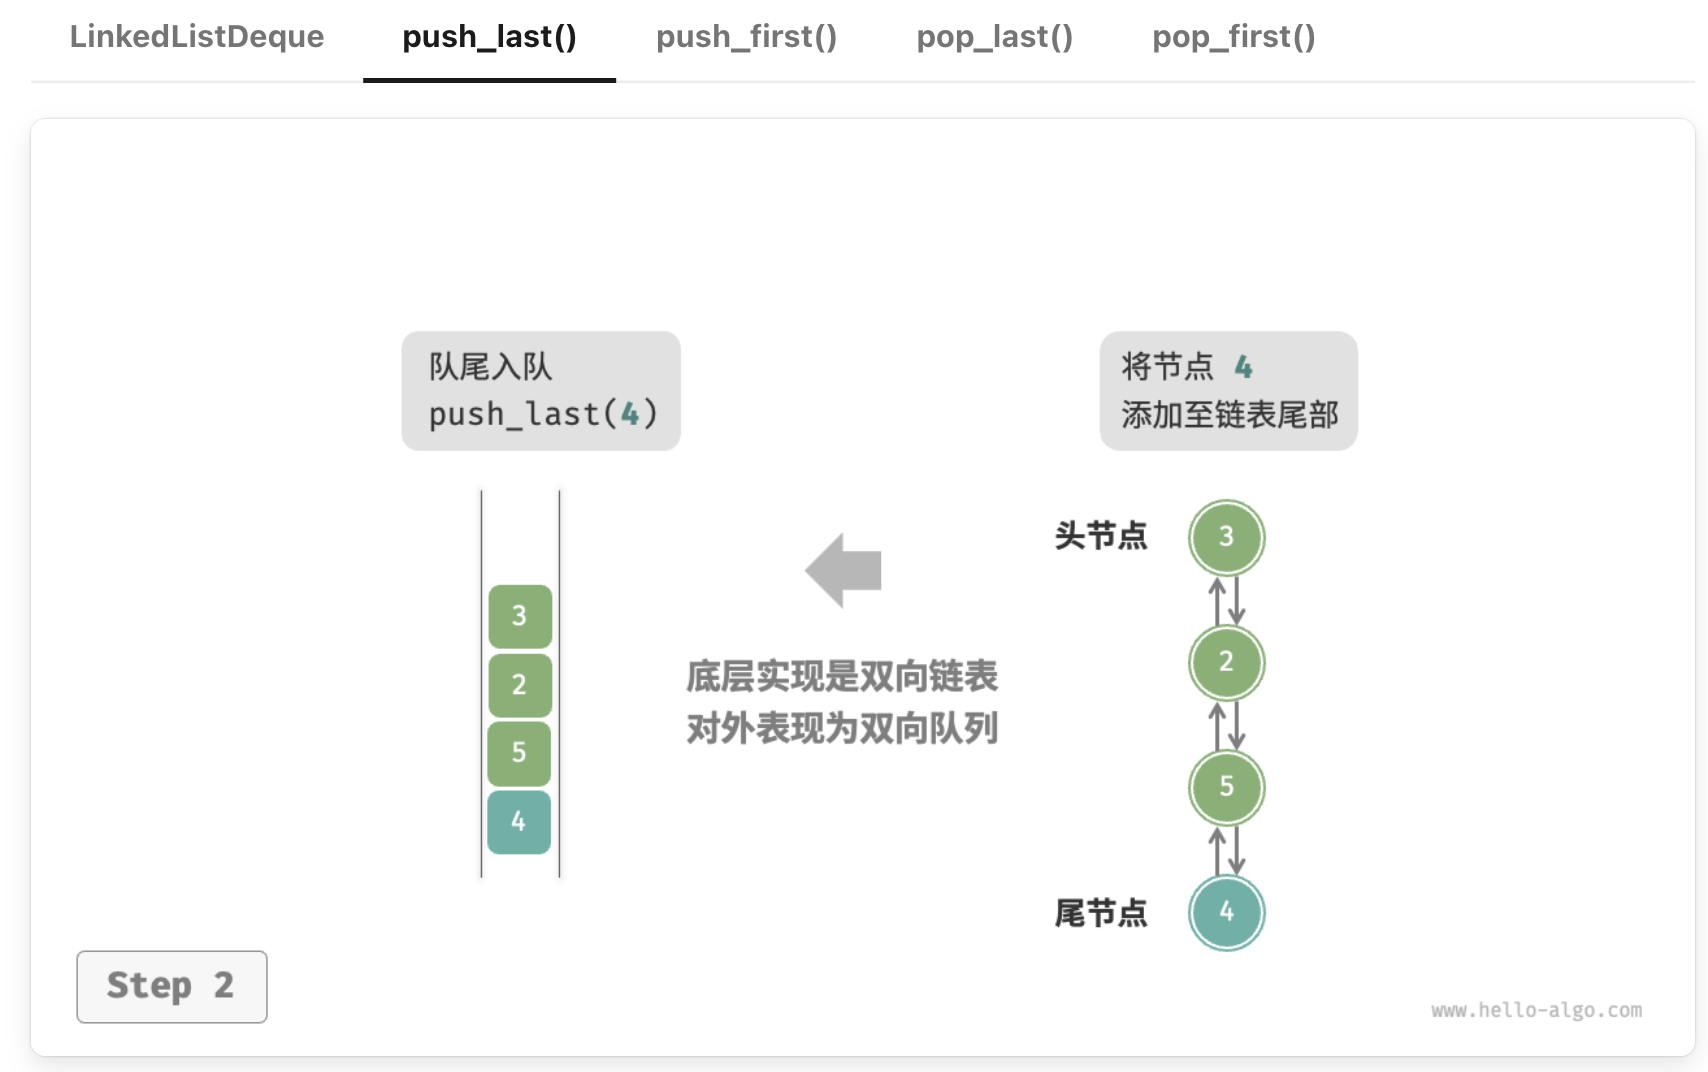 LinkedListDeque push_last() push_first() pop_last() pop_first()
队尾入队
push_last(4)
将节点 4
添加至链表尾部
3
2
5
4
底层实现是双向链表
对外表现为双向队列
头节点
3
2
5
尾节点
4
Step 2
www.hello-algo.com